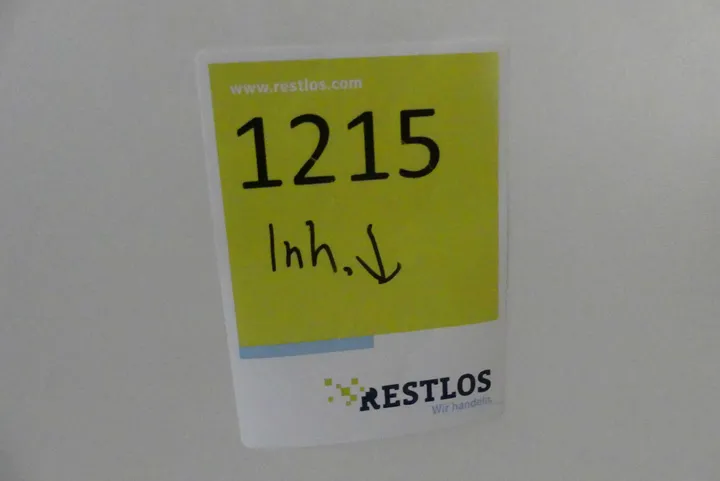 www.restlos.com
1215
Inh. ↓
RESTLOS
Wir handeln.